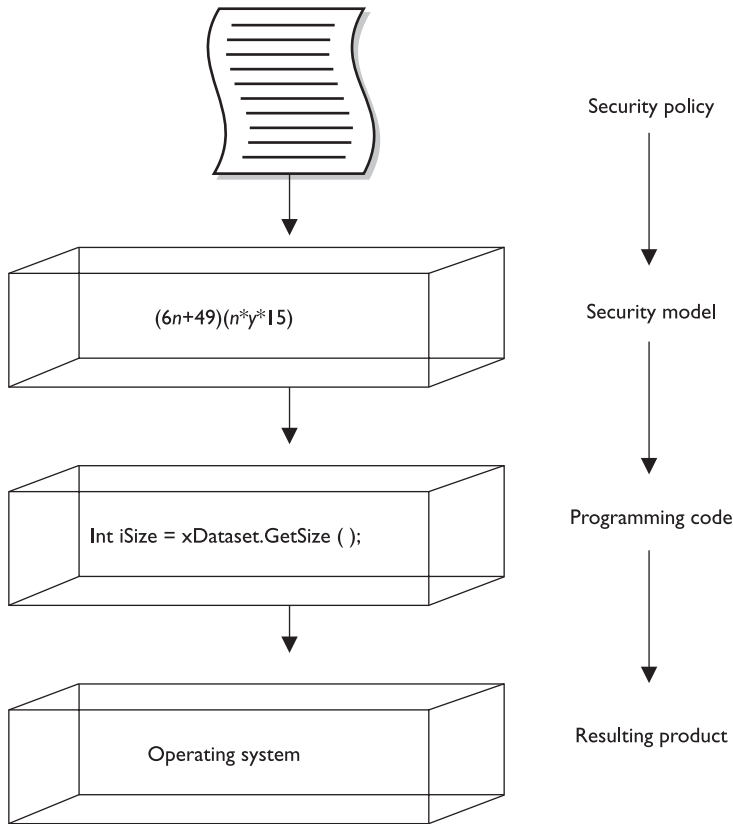 Security policy
(6n+49)(n*y*15)
Security model
Int iSize = xDataset.GetSize ( );
Programming code
Operating system
Resulting product